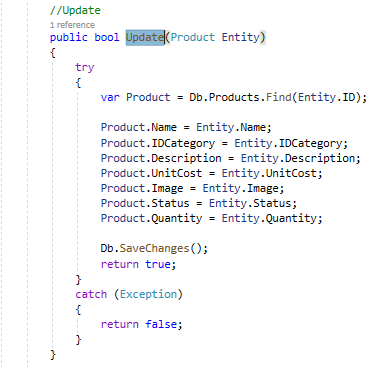 //Update
1 reference
public bool Update(Product Entity)
{
try
{
var Product = Db.Products.Find(Entity.ID);
Product.Name = Entity.Name;
Product.IDCategory = Entity.IDCategory;
Product.Description = Entity.Description;
Product.UnitCost = Entity.UnitCost;
Product.Image = Entity.Image;
Product.Status = Entity.Status;
Product.Quantity = Entity.Quantity;
Db.SaveChanges();
return true;
}
catch (Exception)
{
return false;
}
}